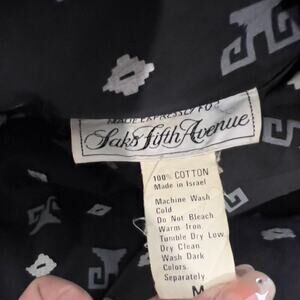 MADE EXPRESSLY FOR
Saks Fifth Avenue
100% COTTON
Made in Israel
Machine Wash
Cold
Do Not Bleach
Warm Iron.
Tumble Dry Low
Dry Clean.
Wash Dark
Colors.
Separately.
M